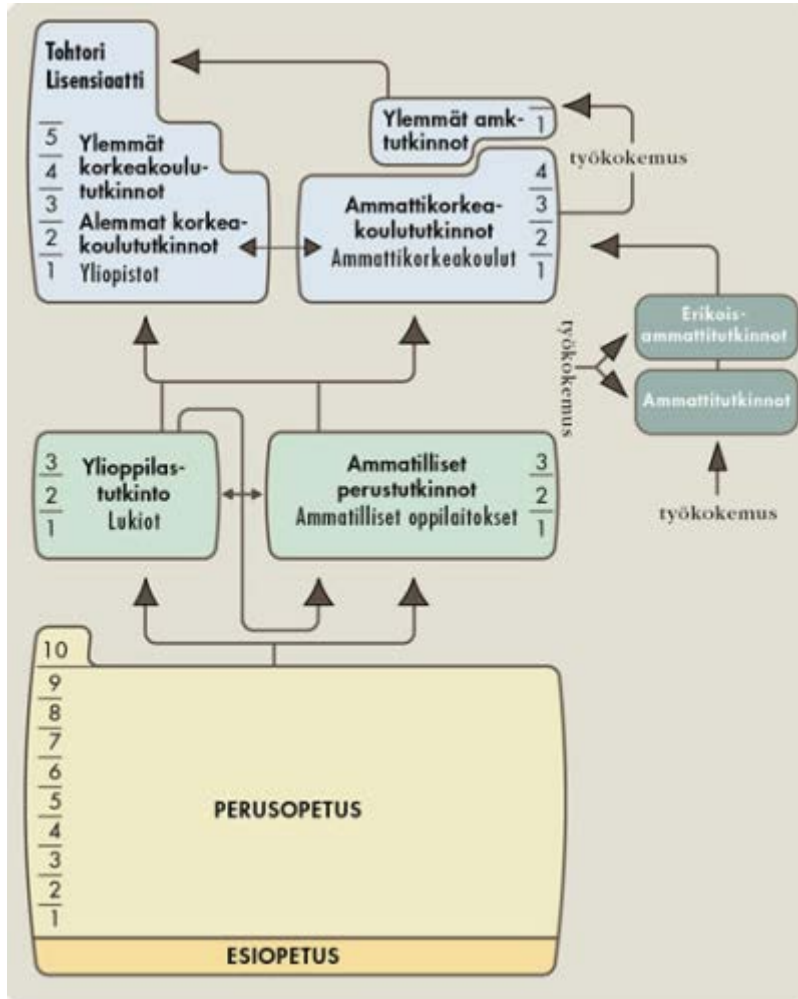 Tohtori
Lisensiaatti
5
4
3
2
1
Ylemmät
korkeakoulu-
tutkinnot
Alemmat korkea-
koulututkinnot
Yliopistot
Ylemmät amk-
tutkinnot
1
työkokemus
Ammattikorkea-
koulututkinnot
Ammattikorkeakoulut
4
3
2
1
Erikois-
ammattitutkinnot
työkokemus
Ammattitutkinnot
työkokemus
3
2
1
Ylioppilas-
tutkinto
Lukiot
Ammatilliset
perustutkinnot
Ammatilliset oppilaitokset
3
2
1
10
9
8
7
6
5
4
3
2
1
PERUSOPETUS
ESIOPETUS